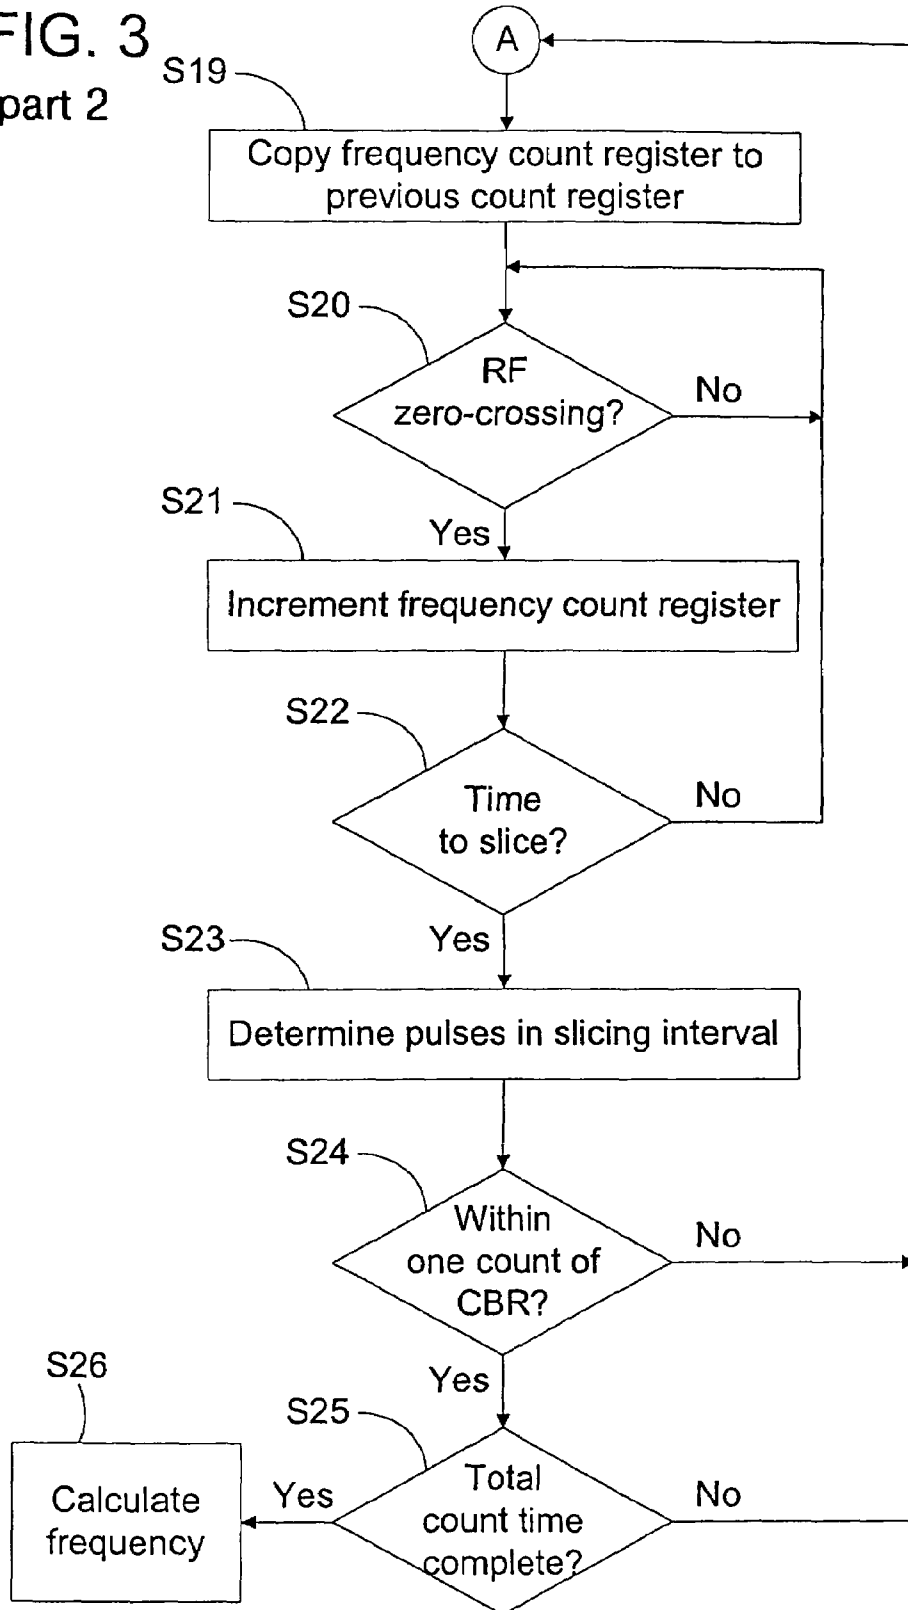 FIG. 3
part 2
A
S19
Copy frequency count register to
previous count register
S20
RF
zero-crossing?
No
S21
Yes
Increment frequency count register
S22
Time
to slice?
No
S23
Yes
Determine pulses in slicing interval
S24
Within
one count of
CBR?
No
S26
Yes
S25
Calculate
frequency
Yes
Total
count time
complete?
No